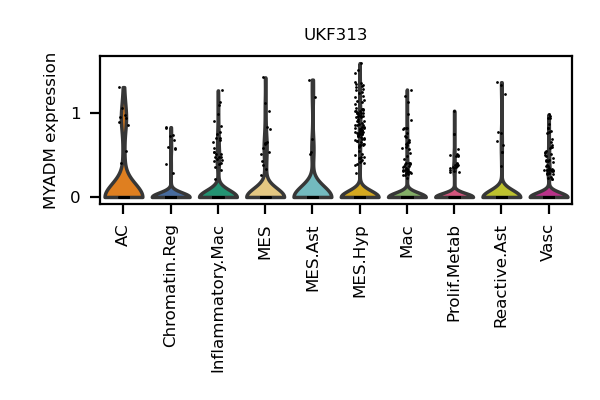 UKF313
MYADM expression
1
0
AC
Chromatin.Reg
Inflammatory.Mac
MES
MES.Ast
MES.Hyp
Mac
Prolif.Metab
Reactive.Ast
Vasc